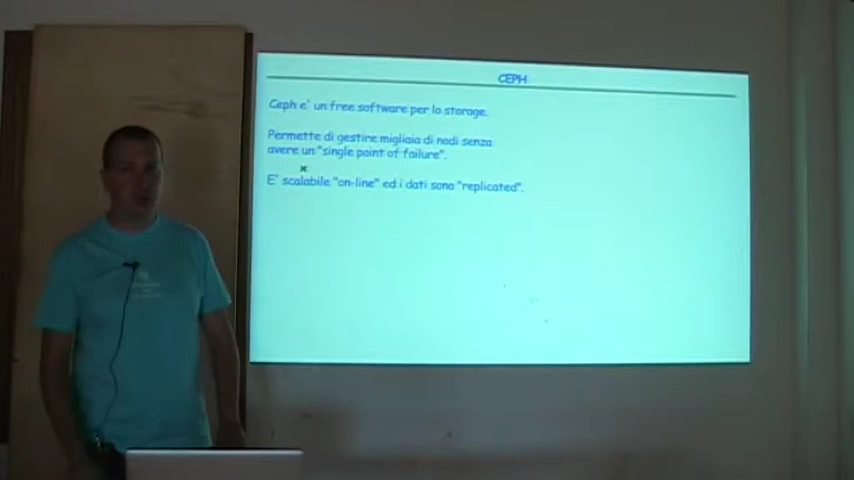 CEPH
Ceph e' un free software per lo storage.
Permette di gestire migliaia di nodi senza
avere un "single point of failure".
E' scalabile "on-line" ed i dati sono "replicated".